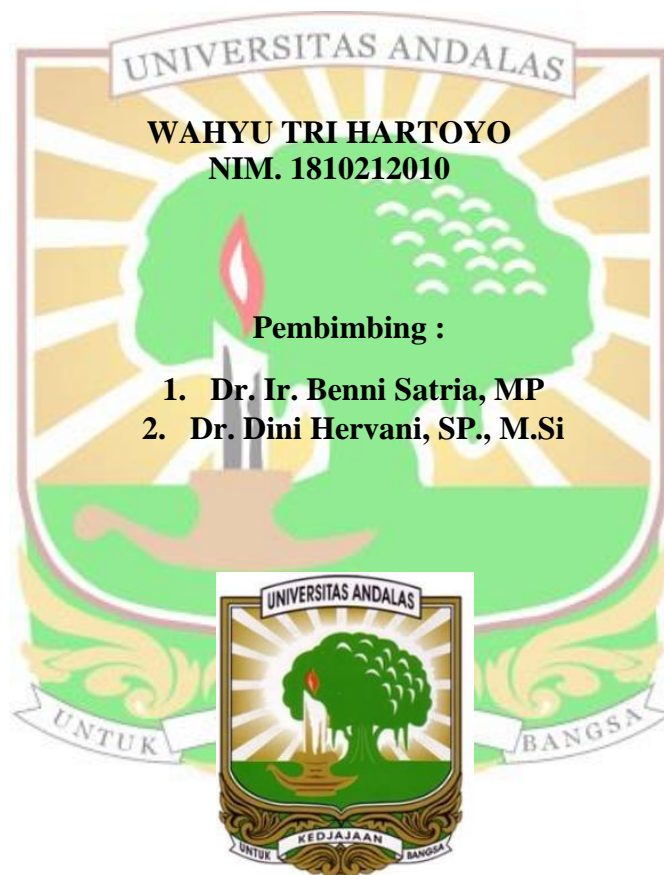 UNIVERSITAS ANDALAS
WAHYU TRI HARTOYO
NIM. 1810212010
Pembimbing :
1. Dr. Ir. Benni Satria, MP
2. Dr. Dini Hervani, SP., M.Si
UNIVERSITAS ANDALAS
UNTUK
BANGSA
UNTUK KEDJAJAAN BANGSA